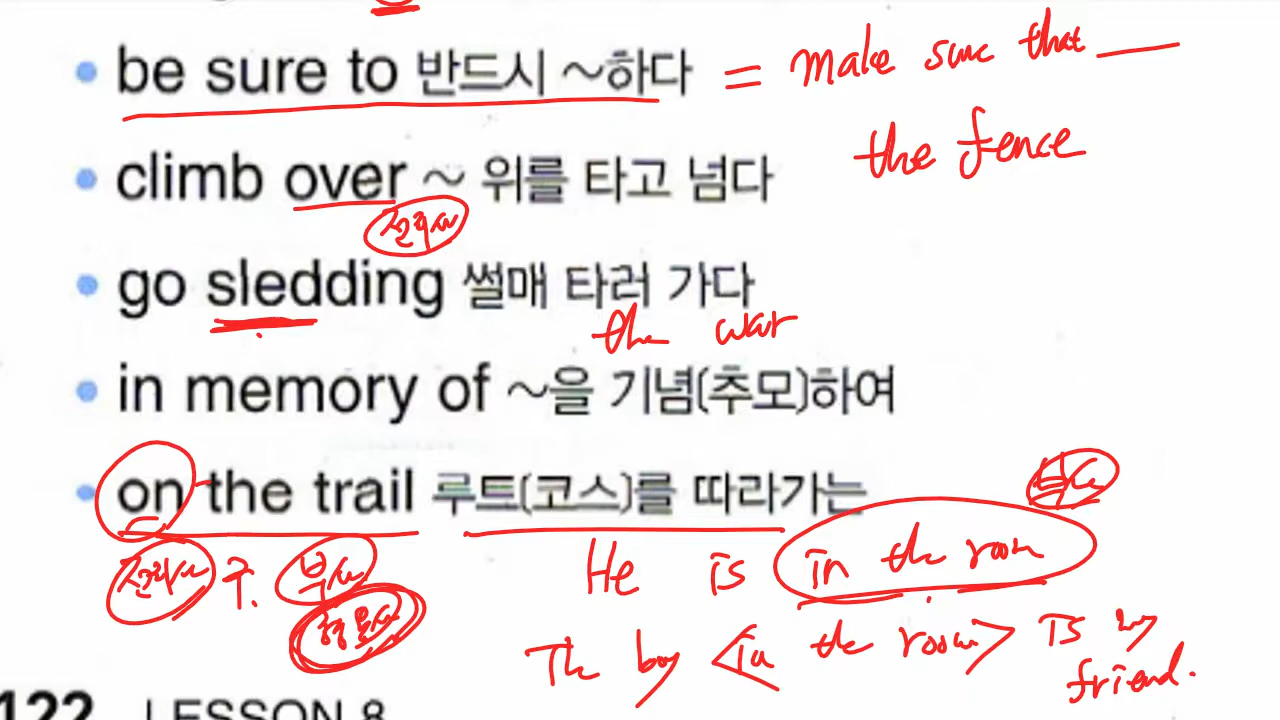 be sure to 반드시 ~하다 = make sure that
the fence
climb over ~ 위를 타고 넘다
전치사
go sledding 썰매 타러 가다
the war
in memory of ~을 기념(추모)하여
on the trail 루트(코스)를 따라가는
부사
전치사 구. 부사
형용사
He is in the room
The boy <in the room> is my
friend.
122 LESSON 8